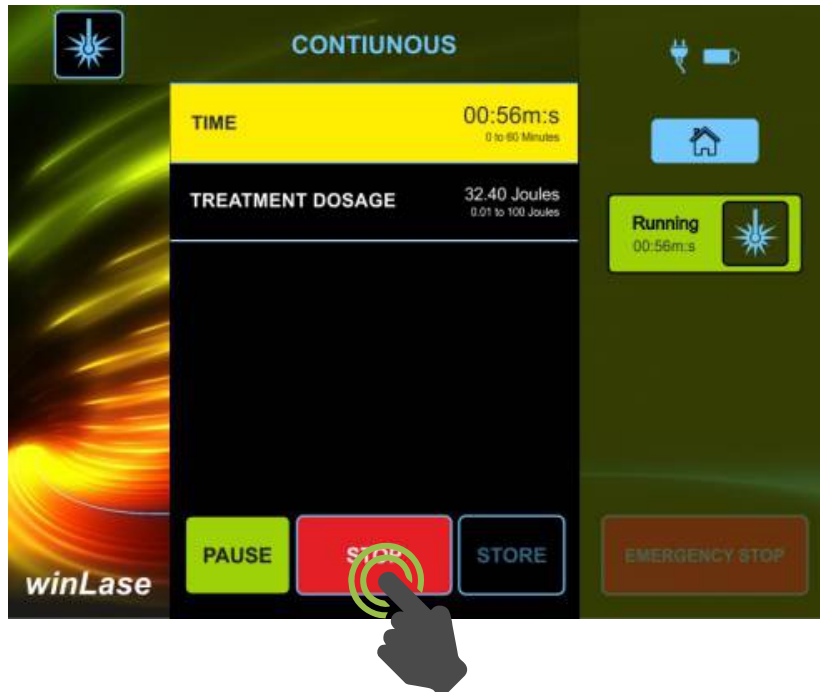 CONTIUNOUS
TIME
00:56m:s
0 to 60 Minutes
TREATMENT DOSAGE
32.40 Joules
0.01 to 100 Joules
Running
00:56m:s
PAUSE
STOP
STORE
EMERGENCY STOP
winLase